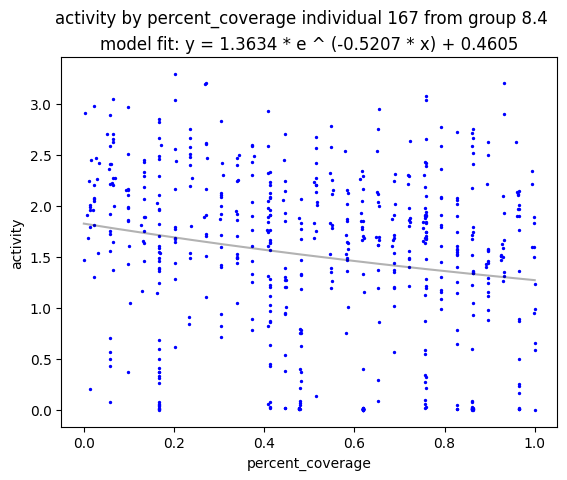 activity by percent_coverage individual 167 from group 8.4
model fit: y = 1.3634 * e ^ (-0.5207 * x) + 0.4605
3.0
2.5
2.0
1.5
1.0
0.5
0.0
activity
0.0 0.2 0.4 0.6 0.8 1.0
percent_coverage